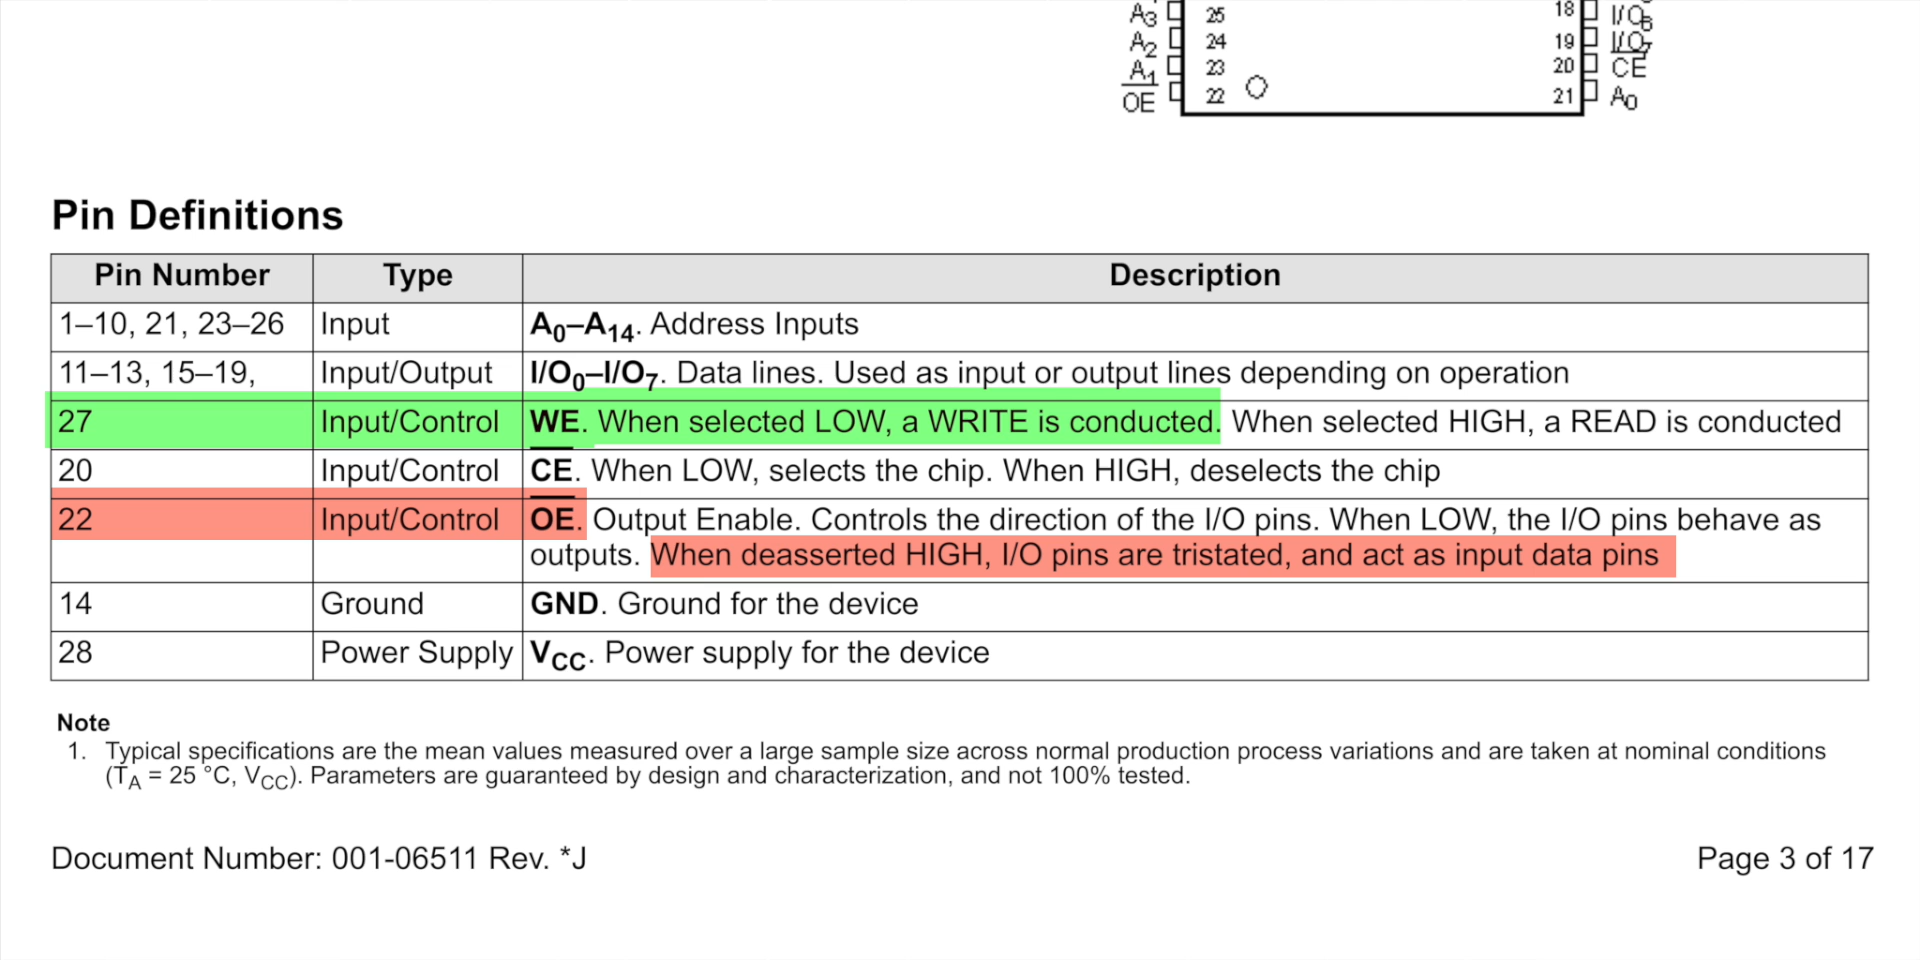 A3 25 18 I/O6
A2 24 19 I/O7
A1 23 20 CE
OE 22 21 A0
Pin Definitions
Pin Number Type Description
1–10, 21, 23–26 Input A0–A14. Address Inputs
11–13, 15–19, Input/Output I/O0–I/O7. Data lines. Used as input or output lines depending on operation
27 Input/Control WE. When selected LOW, a WRITE is conducted. When selected HIGH, a READ is conducted
20 Input/Control CE. When LOW, selects the chip. When HIGH, deselects the chip
22 Input/Control OE. Output Enable. Controls the direction of the I/O pins. When LOW, the I/O pins behave as
outputs. When deasserted HIGH, I/O pins are tristated, and act as input data pins
14 Ground GND. Ground for the device
28 Power Supply VCC. Power supply for the device
Note
1. Typical specifications are the mean values measured over a large sample size across normal production process variations and are taken at nominal conditions
(TA = 25 °C, VCC). Parameters are guaranteed by design and characterization, and not 100% tested.
Document Number: 001-06511 Rev. *J Page 3 of 17